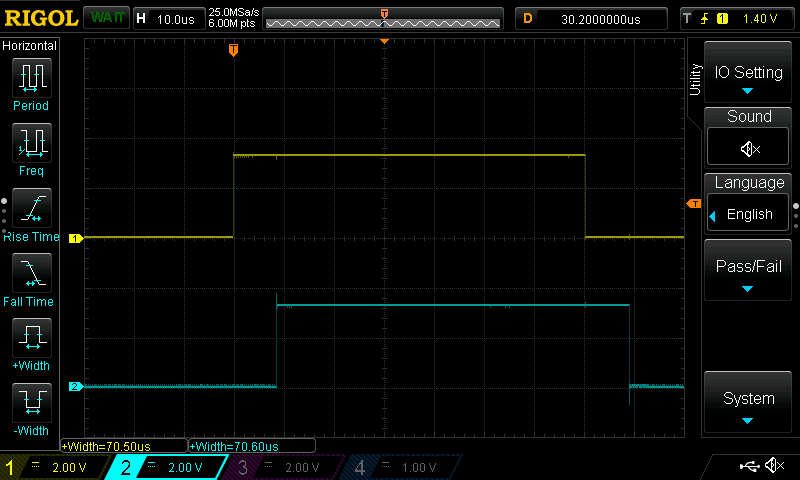 RIGOL WAIT H 10.0us 25.0MSa/s 6.00M pts T D 30.2000000us T 1 1.40 V
Horizontal
Period
Freq
Rise Time
Fall Time
+Width
-Width
T
1
2
T
+Width=70.50us +Width=70.60us
1 2.00 V 2 2.00 V 3 2.00 V 4 1.00 V
Utility
IO Setting
Sound
Language
English
Pass/Fail
System